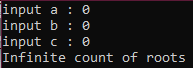 input a : 0
input b : 0
input c : 0
Infinite count of roots